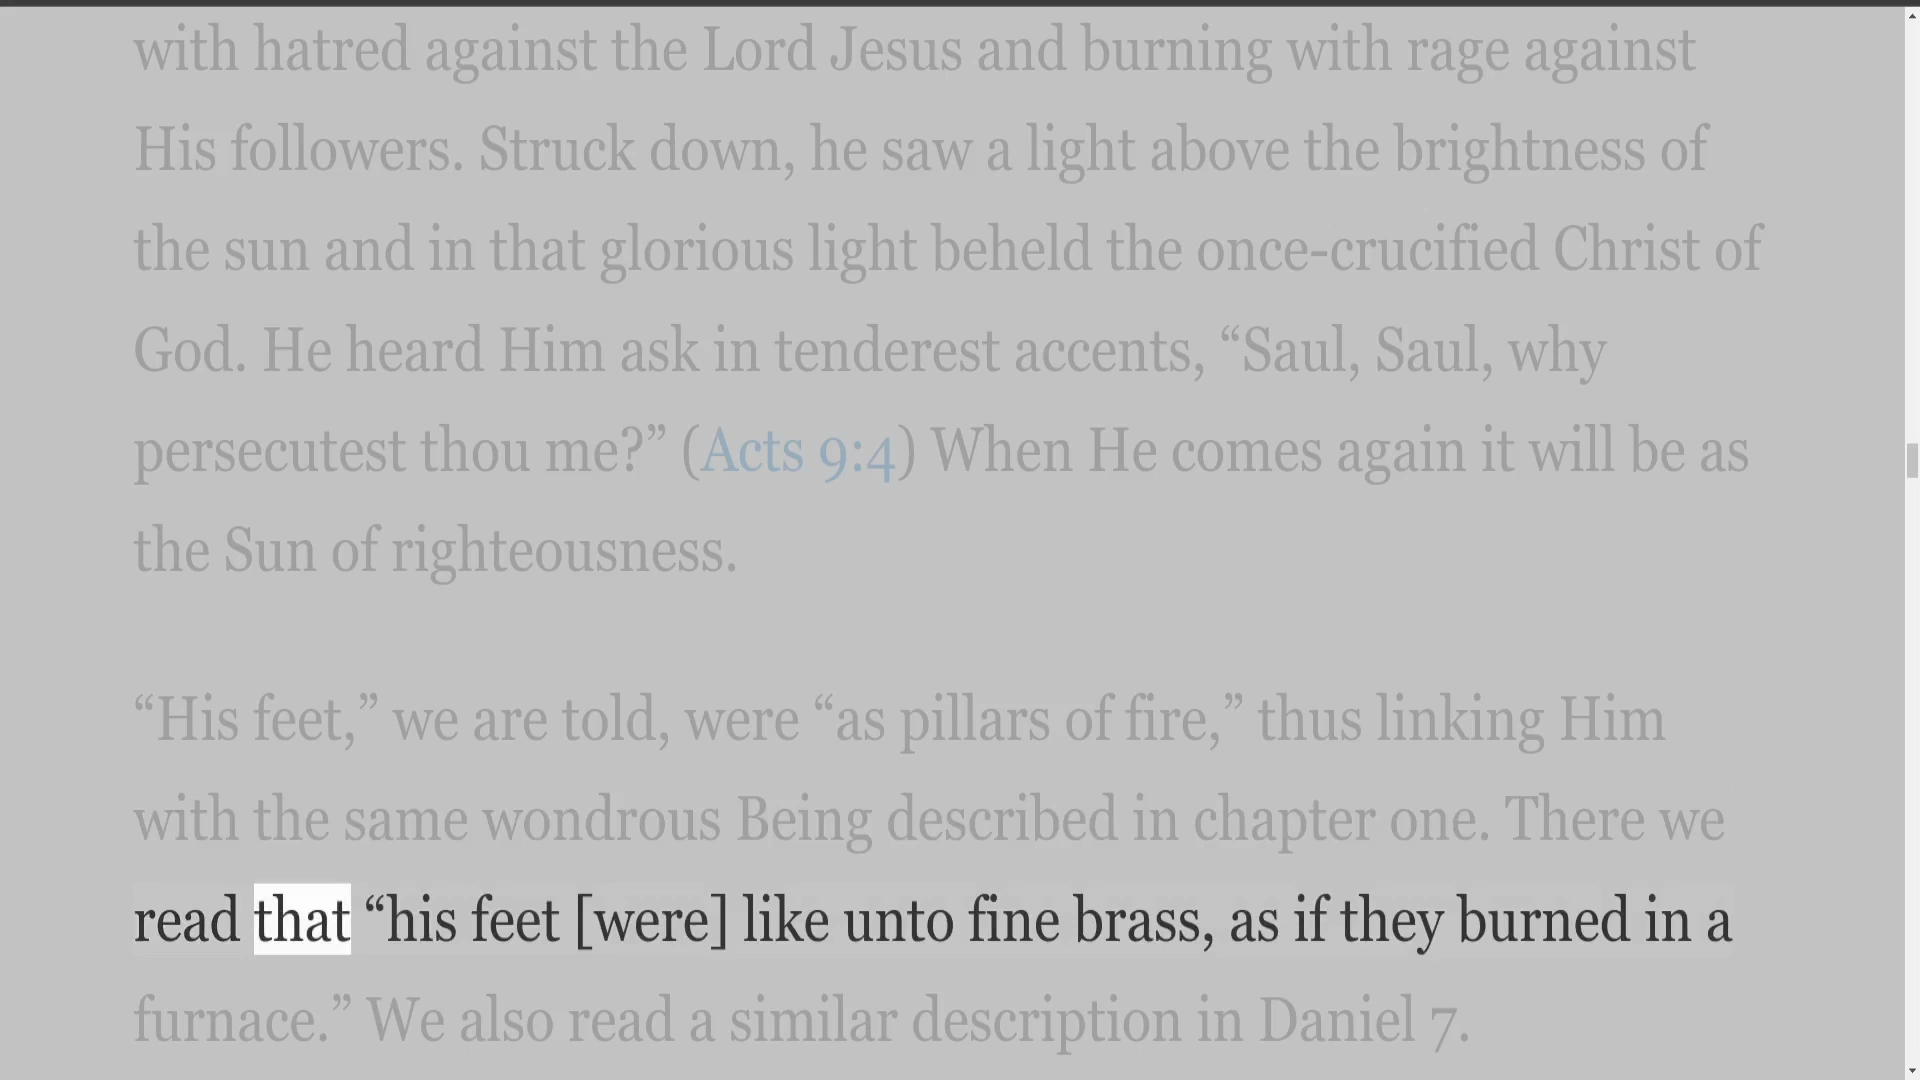 with hatred against the Lord Jesus and burning with rage against
His followers. Struck down, he saw a light above the brightness of
the sun and in that glorious light beheld the once-crucified Christ of
God. He heard Him ask in tenderest accents, “Saul, Saul, why
persecutest thou me?” (Acts 9:4) When He comes again it will be as
the Sun of righteousness.
“His feet,” we are told, were “as pillars of fire,” thus linking Him
with the same wondrous Being described in chapter one. There we
read that “his feet [were] like unto fine brass, as if they burned in a
furnace.” We also read a similar description in Daniel 7.